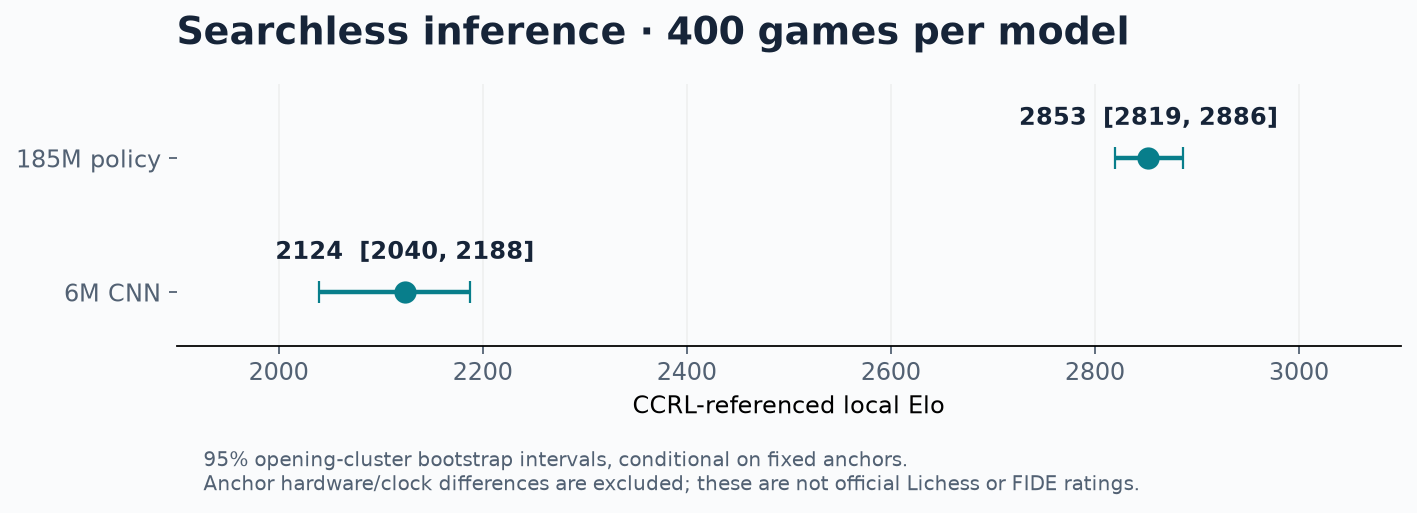 Searchless inference · 400 games per model
2853 [2819, 2886]
185M policy
2124 [2040, 2188]
6M CNN
2000 2200 2400 2600 2800 3000
CCRL-referenced local Elo
95% opening-cluster bootstrap intervals, conditional on fixed anchors.
Anchor hardware/clock differences are excluded; these are not official Lichess or FIDE ratings.